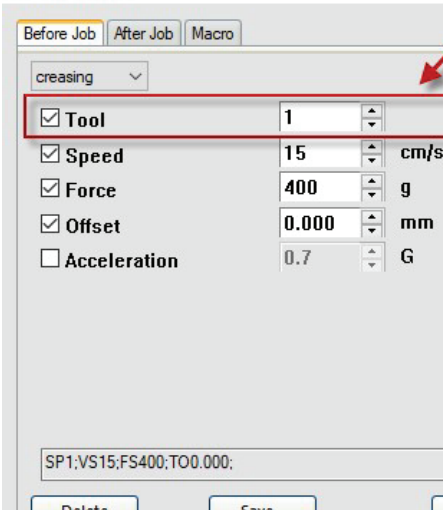 Before Job After Job Macro
creasing
Tool 1
Speed 15 cm/s
Force 400 g
Offset 0.000 mm
Acceleration 0.7 G
SP1;VS15;FS400;TO0.000;
Delete Save